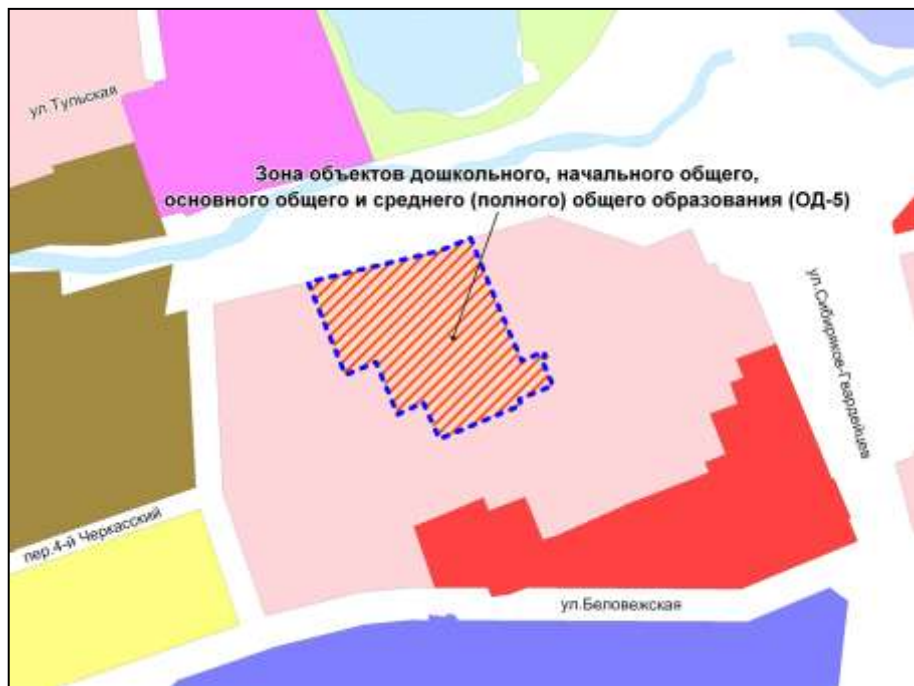 ул.Тульская
Зона объектов дошкольного, начального общего,
основного общего и среднего (полного) общего образования (ОД-5)
ул.Сибиряков-Гвардейцев
пер.4-й Черкасский
ул.Беловежская